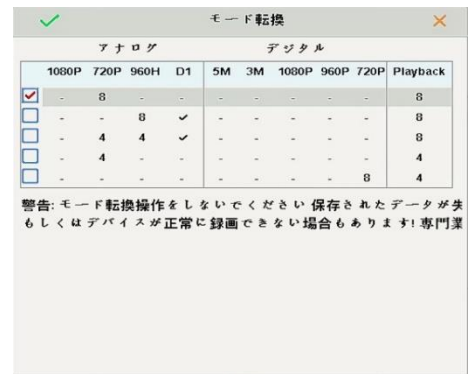 モード転換
アナログ デジタル
1080P 720P 960H D1 5M 3M 1080P 960P 720P Playback
- 8 - - - - - - - 8
- - 8 ✓ - - - - - 8
- 4 4 ✓ - - - - - 8
- 4 - - - - - - - 4
- - - - - - - - 8 4
警告: モード転換操作をしないでください 保存されたデータが失
もしくはデバイスが正常に録画できない場合もあります! 専門業